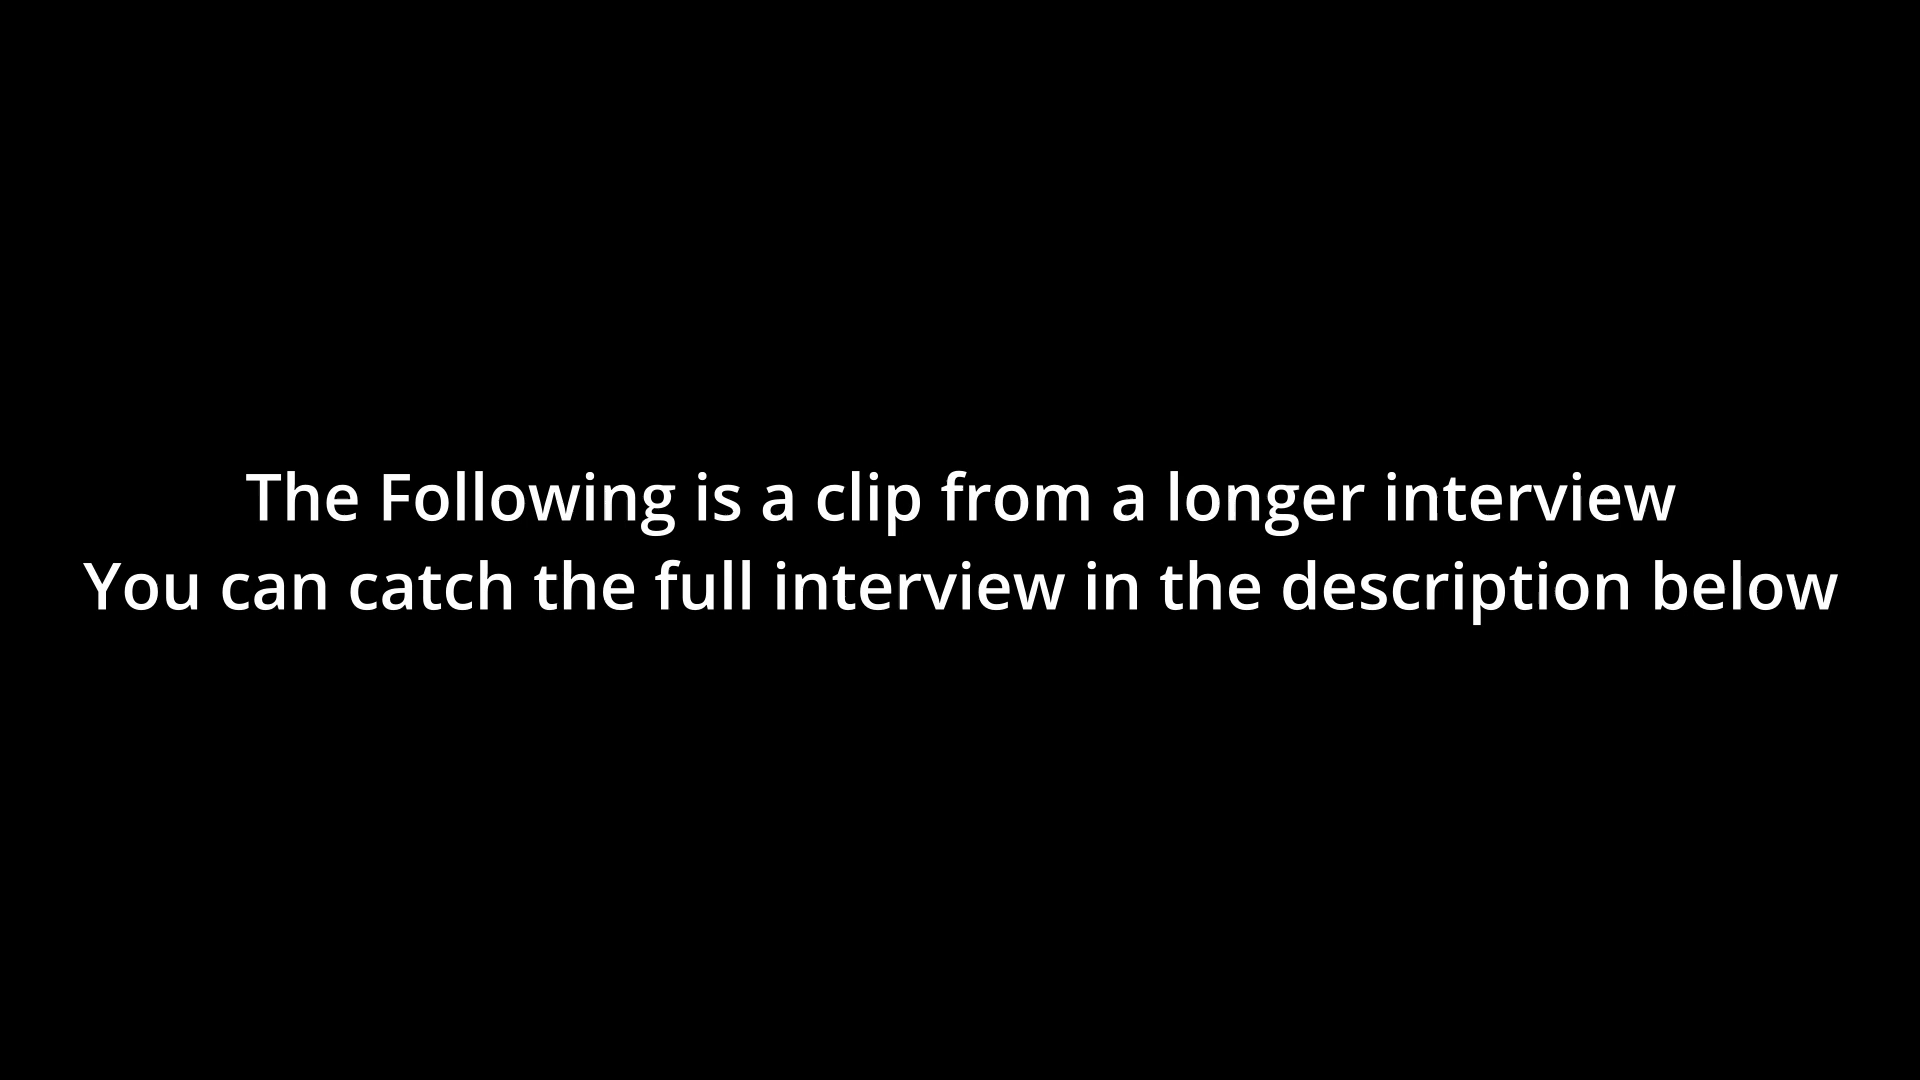 The Following is a clip from a longer interview
You can catch the full interview in the description below